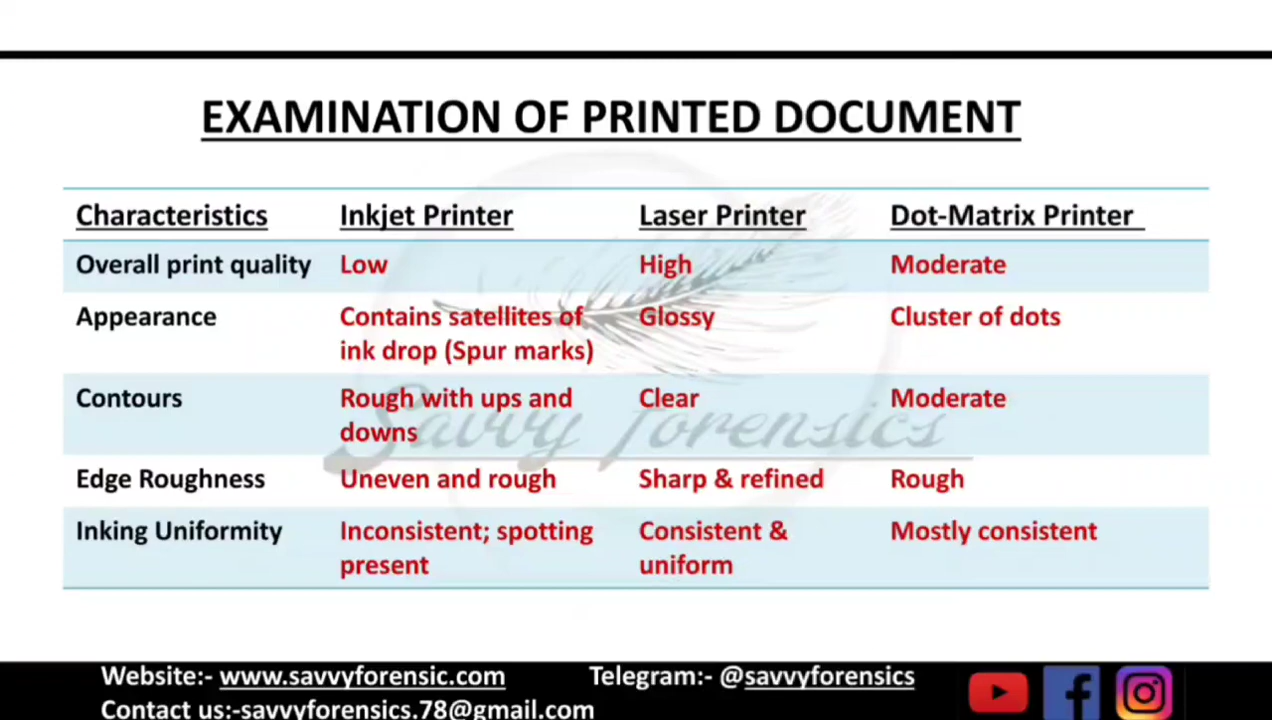 EXAMINATION OF PRINTED DOCUMENT
Characteristics Inkjet Printer Laser Printer Dot-Matrix Printer
Overall print quality Low High Moderate
Appearance Contains satellites of Glossy Cluster of dots
ink drop (Spur marks)
Contours Rough with ups and Clear Moderate
downs
Edge Roughness Uneven and rough Sharp & refined Rough
Inking Uniformity Inconsistent; spotting Consistent & Mostly consistent
present uniform
Savvy forensics
Website:- www.savvyforensic.com Telegram:- @savvyforensics
Contact us:-savvyforensics.78@gmail.com